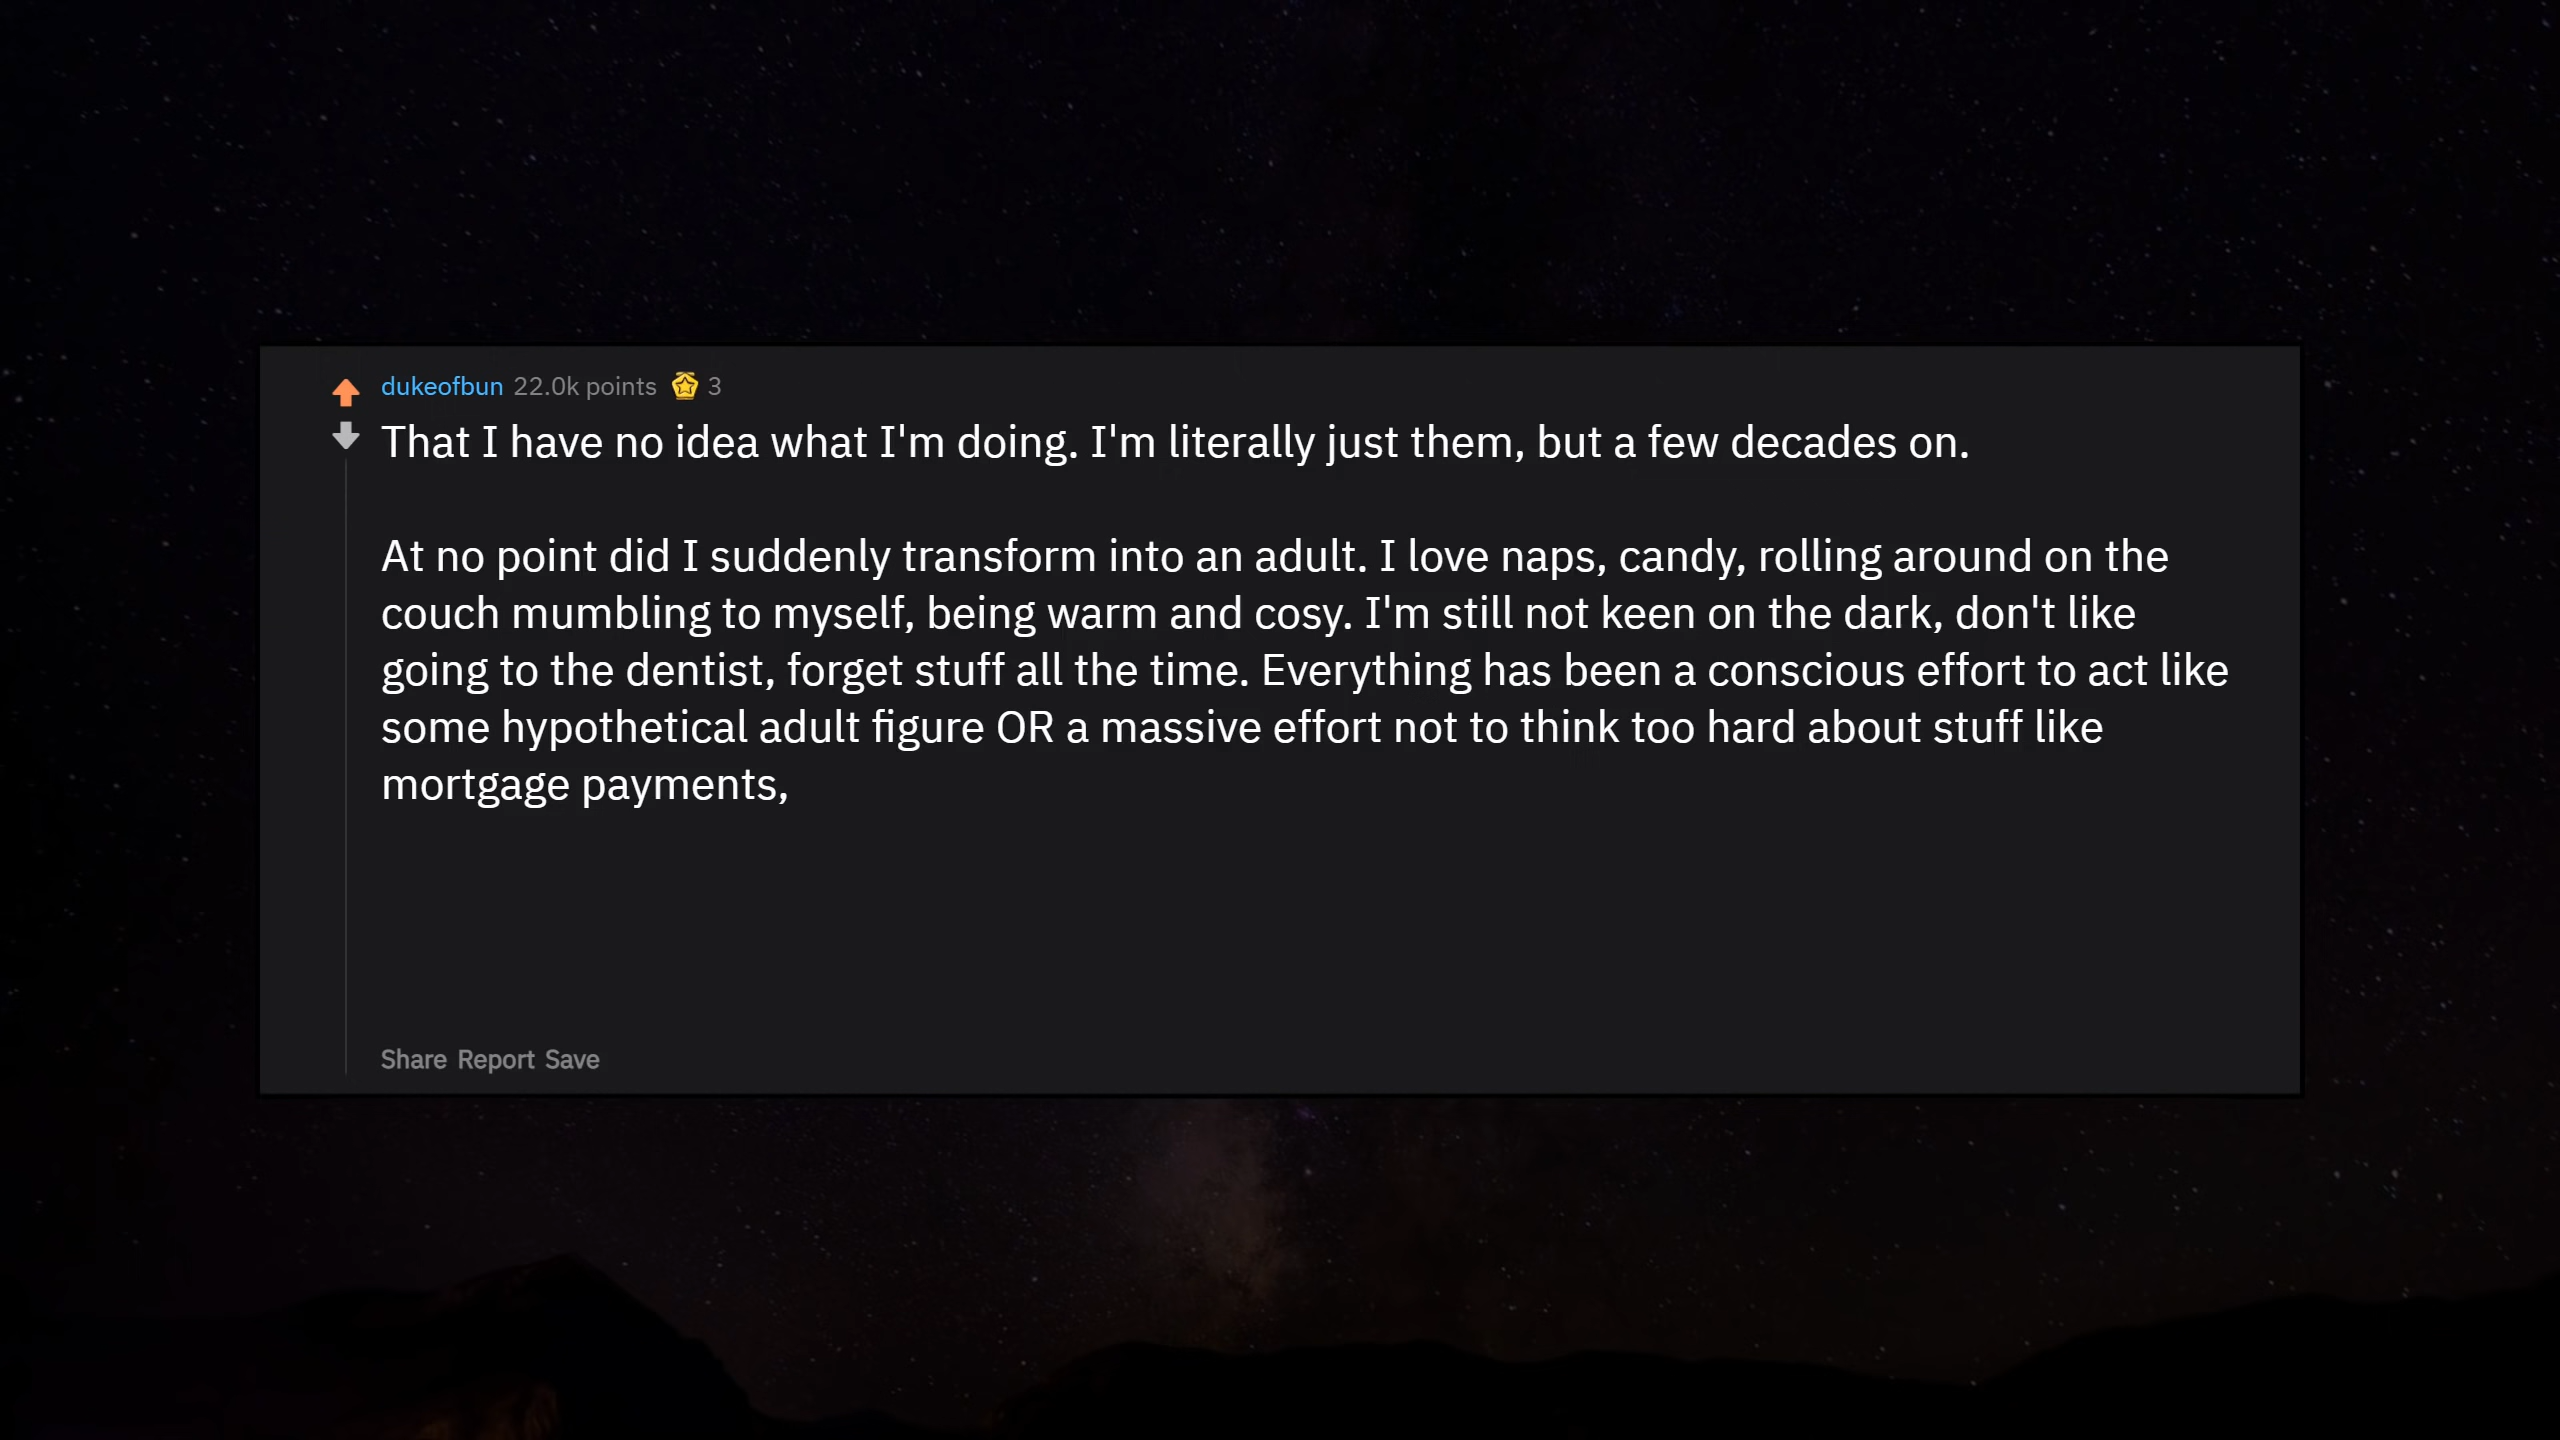 dukeofbun 22.0k points 3
That I have no idea what I'm doing. I'm literally just them, but a few decades on.
At no point did I suddenly transform into an adult. I love naps, candy, rolling around on the
couch mumbling to myself, being warm and cosy. I'm still not keen on the dark, don't like
going to the dentist, forget stuff all the time. Everything has been a conscious effort to act like
some hypothetical adult figure OR a massive effort not to think too hard about stuff like
mortgage payments,
Share Report Save